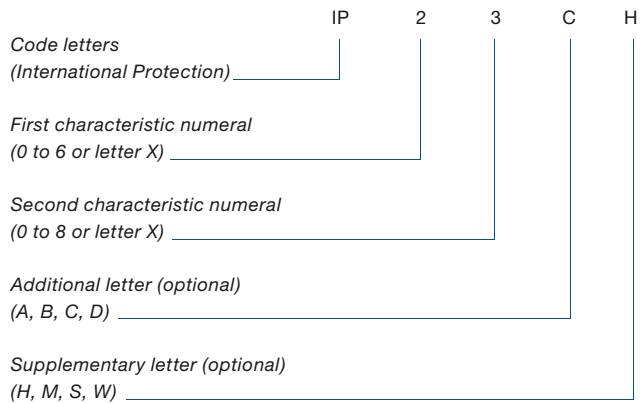 IP 2 3 C H
Code letters
(International Protection)
First characteristic numeral
(0 to 6 or letter X)
Second characteristic numeral
(0 to 8 or letter X)
Additional letter (optional)
(A, B, C, D)
Supplementary letter (optional)
(H, M, S, W)